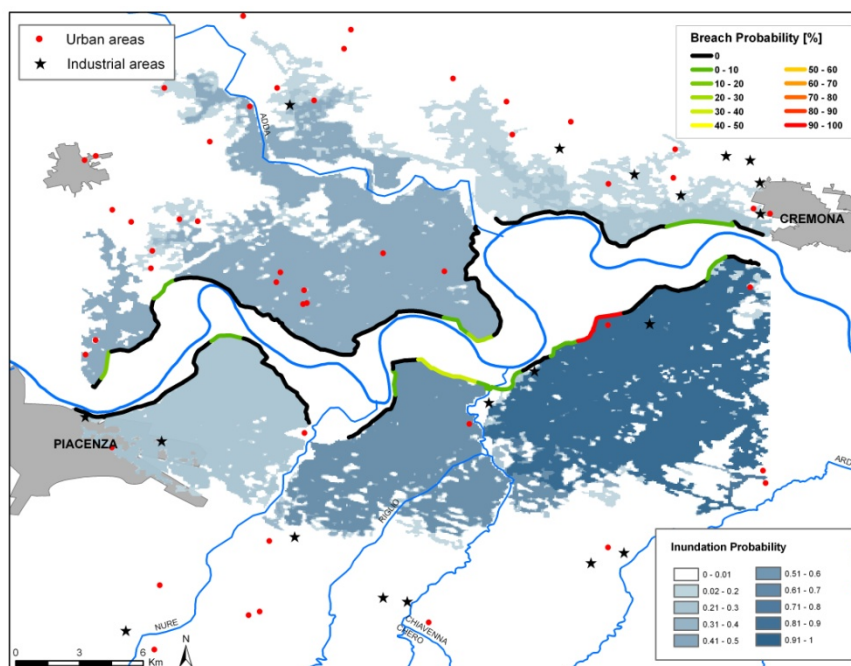 Urban areas
Industrial areas
Breach Probability [%]
0
0 - 10
10 - 20
20 - 30
30 - 40
40 - 50
50 - 60
60 - 70
70 - 80
80 - 90
90 - 100
ADDA
CREMONA
PIACENZA
RIGLIO
ARD
NURE
CHIAVENNA
CHERO
Inundation Probability
0 - 0.01
0.02 - 0.2
0.21 - 0.3
0.31 - 0.4
0.41 - 0.5
0.51 - 0.6
0.61 - 0.7
0.71 - 0.8
0.81 - 0.9
0.91 - 1
0 3 6
Km
N